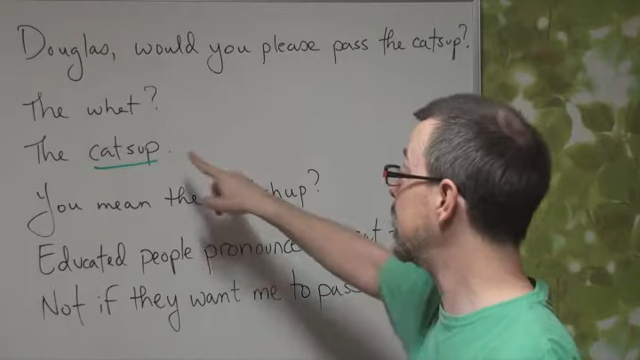 Douglas, would you please pass the catsup?
The what?
The catsup.
You mean the hup?
Educated people pronounce
Not if they want me to pass